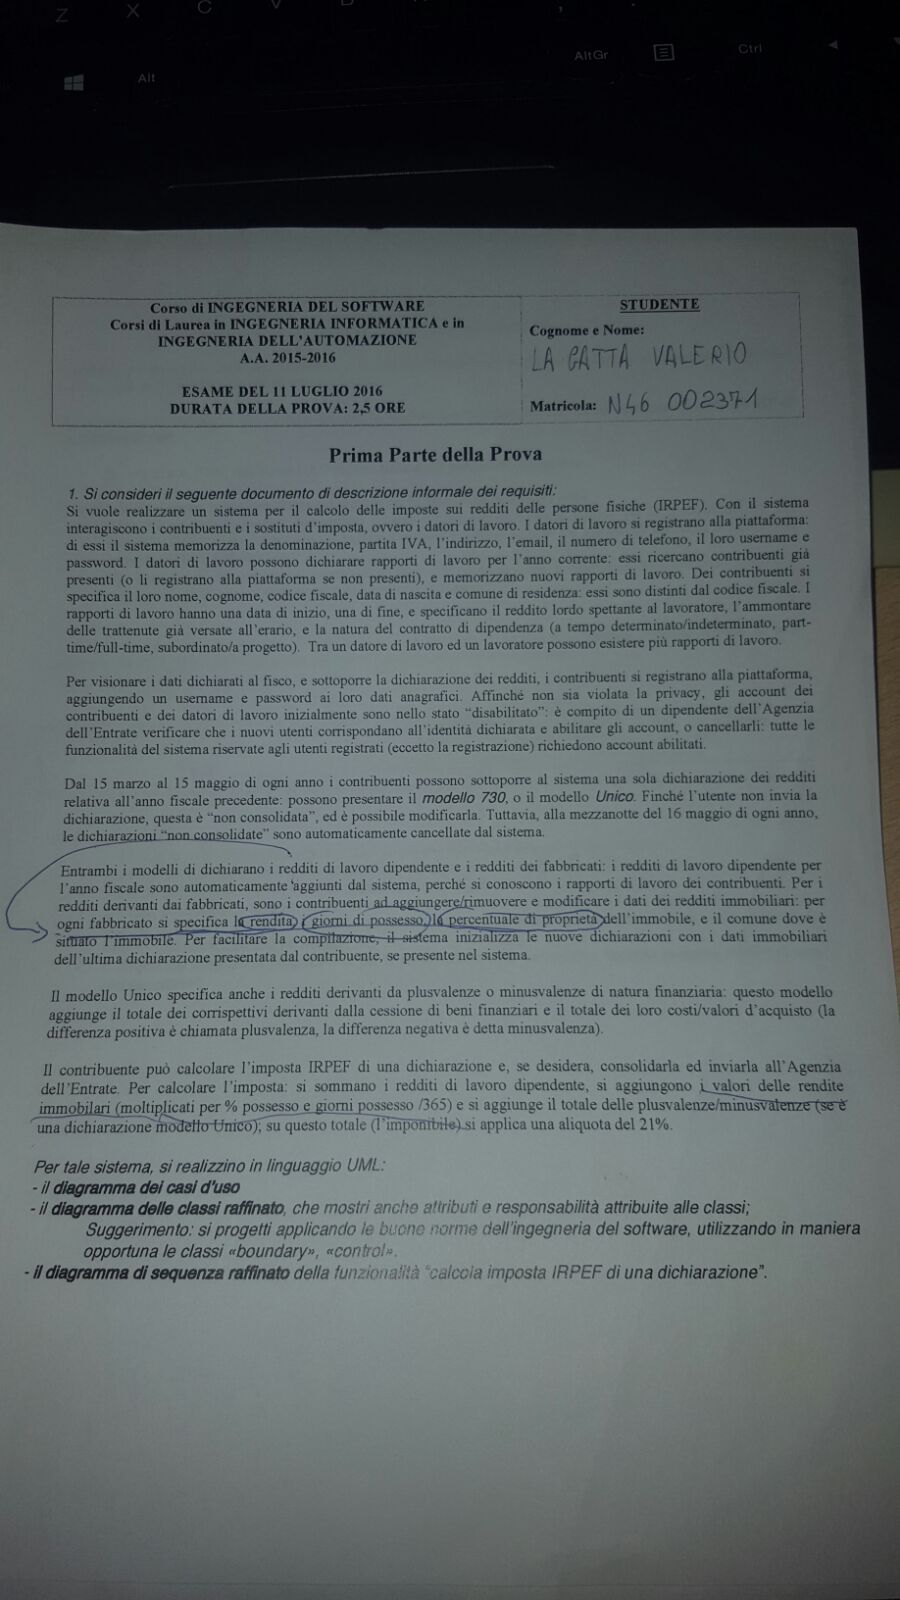 Z X C V B , .
AltGr Ctrl
Alt
Corso di INGEGNERIA DEL SOFTWARE
Corsi di Laurea in INGEGNERIA INFORMATICA e in
INGEGNERIA DELL'AUTOMAZIONE
A.A. 2015-2016
ESAME DEL 11 LUGLIO 2016
DURATA DELLA PROVA: 2,5 ORE
STUDENTE
Cognome e Nome:
LA GATTA VALERIO
Matricola: N46 002371
Prima Parte della Prova
1. Si consideri il seguente documento di descrizione informale dei requisiti:
Si vuole realizzare un sistema per il calcolo delle imposte sui redditi delle persone fisiche (IRPEF). Con il sistema
interagiscono i contribuenti e i sostituti d'imposta, ovvero i datori di lavoro. I datori di lavoro si registrano alla piattaforma:
di essi il sistema memorizza la denominazione, partita IVA, l'indirizzo, l'email, il numero di telefono, il loro username e
password. I datori di lavoro possono dichiarare rapporti di lavoro per l'anno corrente: essi ricercano contribuenti già
presenti (o li registrano alla piattaforma se non presenti), e memorizzano nuovi rapporti di lavoro. Dei contribuenti si
specifica il loro nome, cognome, codice fiscale, data di nascita e comune di residenza: essi sono distinti dal codice fiscale. I
rapporti di lavoro hanno una data di inizio, una di fine, e specificano il reddito lordo spettante al lavoratore, l'ammontare
delle trattenute già versate all'erario, e la natura del contratto di dipendenza (a tempo determinato/indeterminato, part-
time/full-time, subordinato/a progetto). Tra un datore di lavoro ed un lavoratore possono esistere più rapporti di lavoro.
Per visionare i dati dichiarati al fisco, e sottoporre la dichiarazione dei redditi, i contribuenti si registrano alla piattaforma,
aggiungendo un username e password ai loro dati anagrafici. Affinché non sia violata la privacy, gli account dei
contribuenti e dei datori di lavoro inizialmente sono nello stato “disabilitato”: è compito di un dipendente dell'Agenzia
dell'Entrate verificare che i nuovi utenti corrispondano all'identità dichiarata e abilitare gli account, o cancellarli: tutte le
funzionalità del sistema riservate agli utenti registrati (eccetto la registrazione) richiedono account abilitati.
Dal 15 marzo al 15 maggio di ogni anno i contribuenti possono sottoporre al sistema una sola dichiarazione dei redditi
relativa all'anno fiscale precedente: possono presentare il modello 730, o il modello Unico. Finché l'utente non invia la
dichiarazione, questa è “non consolidata”, ed è possibile modificarla. Tuttavia, alla mezzanotte del 16 maggio di ogni anno,
le dichiarazioni “non consolidate” sono automaticamente cancellate dal sistema.
Entrambi i modelli di dichiarano i redditi di lavoro dipendente e i redditi dei fabbricati: i redditi di lavoro dipendente per
l'anno fiscale sono automaticamente aggiunti dal sistema, perché si conoscono i rapporti di lavoro dei contribuenti. Per i
redditi derivanti dai fabbricati, sono i contribuenti ad aggiungere/rimuovere e modificare i dati dei redditi immobiliari: per
ogni fabbricato si specifica la rendita, i giorni di possesso, la percentuale di proprietà dell'immobile, e il comune dove è
situato l'immobile. Per facilitare la compilazione, il sistema inizializza le nuove dichiarazioni con i dati immobiliari
dell'ultima dichiarazione presentata dal contribuente, se presente nel sistema.
Il modello Unico specifica anche i redditi derivanti da plusvalenze o minusvalenze di natura finanziaria: questo modello
aggiunge il totale dei corrispettivi derivanti dalla cessione di beni finanziari e il totale dei loro costi/valori d'acquisto (la
differenza positiva è chiamata plusvalenza, la differenza negativa è detta minusvalenza).
Il contribuente può calcolare l'imposta IRPEF di una dichiarazione e, se desidera, consolidarla ed inviarla all'Agenzia
dell'Entrate. Per calcolare l'imposta: si sommano i redditi di lavoro dipendente, si aggiungono i valori delle rendite
immobilari (moltiplicati per % possesso e giorni possesso /365) e si aggiunge il totale delle plusvalenze/minusvalenze (se è
una dichiarazione modello Unico); su questo totale (l'imponibile) si applica una aliquota del 21%.
Per tale sistema, si realizzino in linguaggio UML:
- il diagramma dei casi d'uso
- il diagramma delle classi raffinato, che mostri anche attributi e responsabilità attribuite alle classi;
Suggerimento: si progetti applicando le buone norme dell'ingegneria del software, utilizzando in maniera
opportuna le classi «boundary», «control».
- il diagramma di sequenza raffinato della funzionalità “calcola imposta IRPEF di una dichiarazione”.